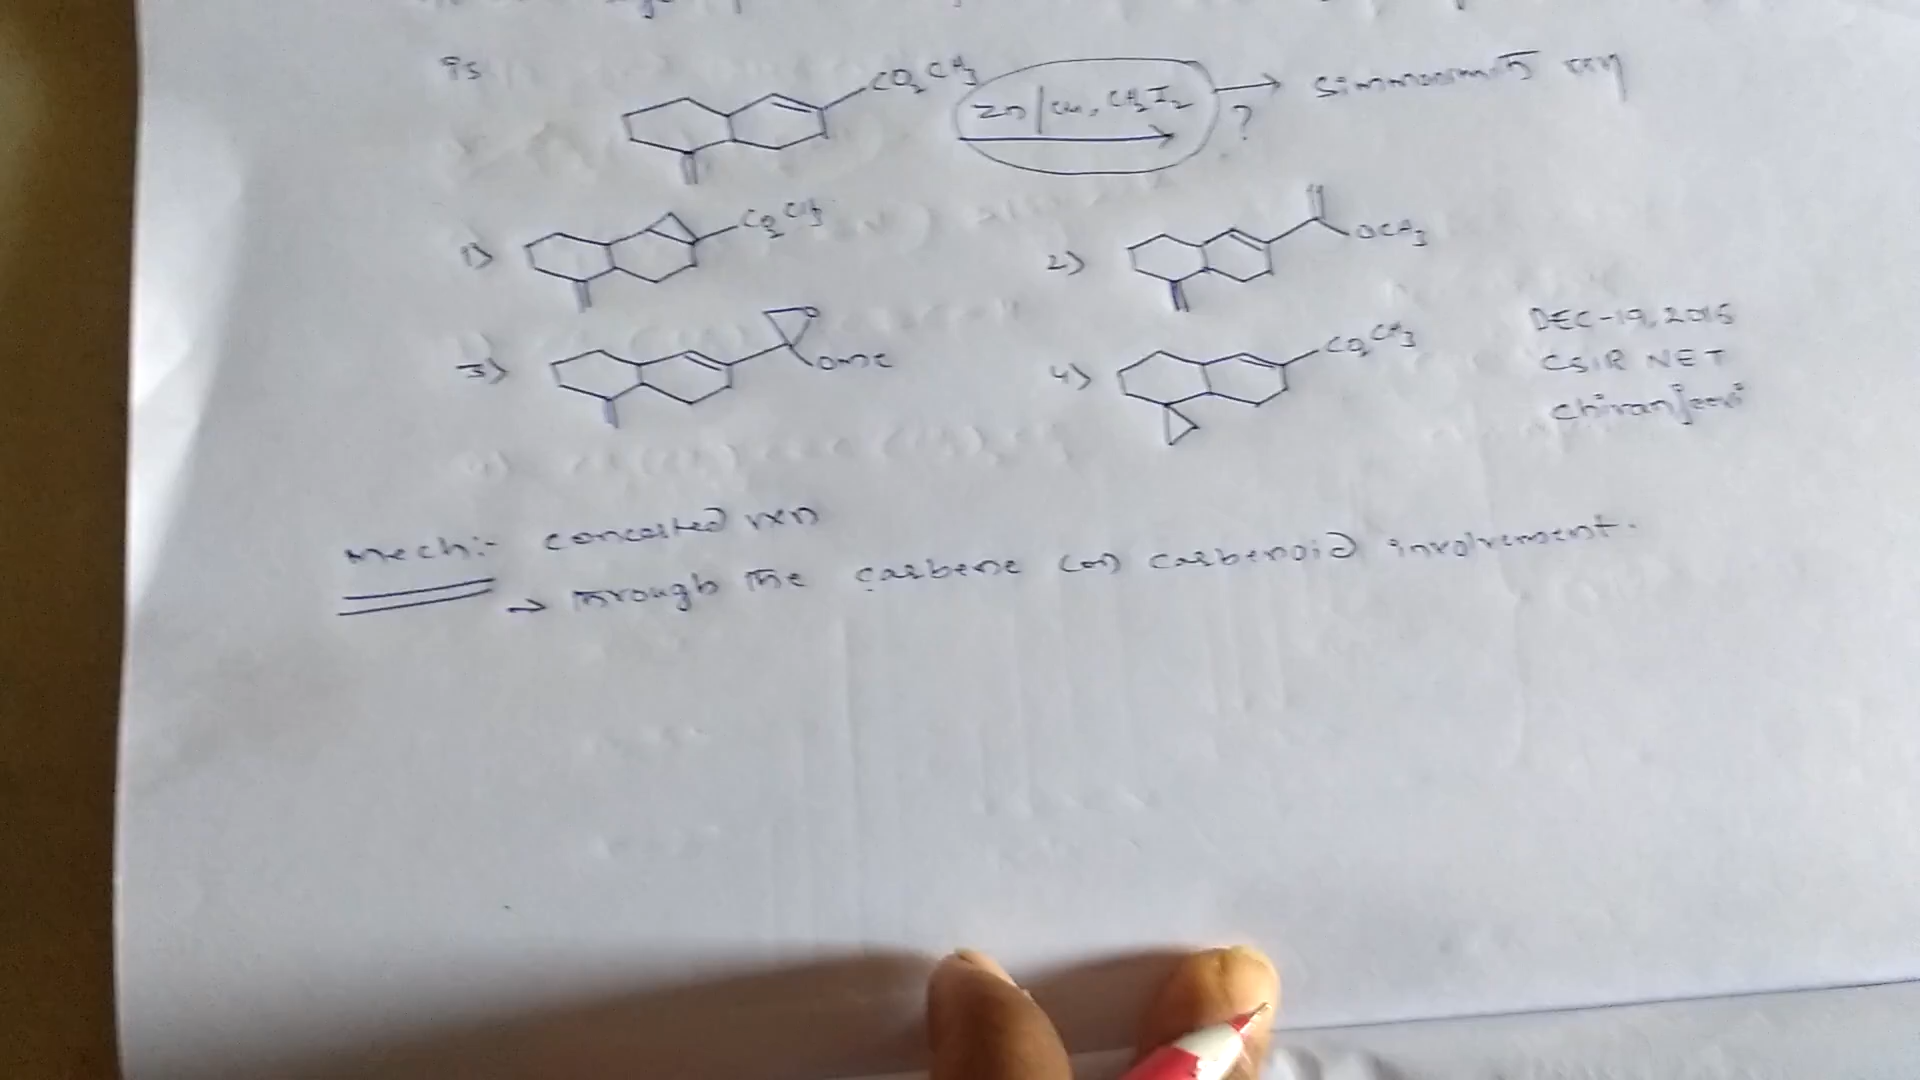 is
CO2CH3
Zn/Cu, CH2I2
?
1) CO2CH3
2) OCH3
3) O OMe
4) CO2CH3
DEC-19, 2015
CSIR NET
Chiranjeevi
Mech:- concerted rxn
→ Through the carbene (or) carbenoid involvement.